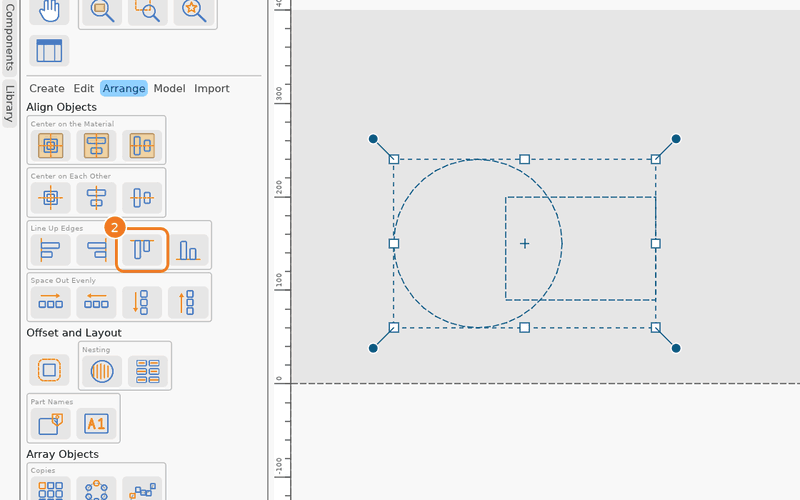 Components
Library
Create Edit Arrange Model Import
Align Objects
Center on the Material
Center on Each Other
2
Line Up Edges
Space Out Evenly
Offset and Layout
Nesting
Part Names
A1
Array Objects
Copies
300
200
100
0
-100